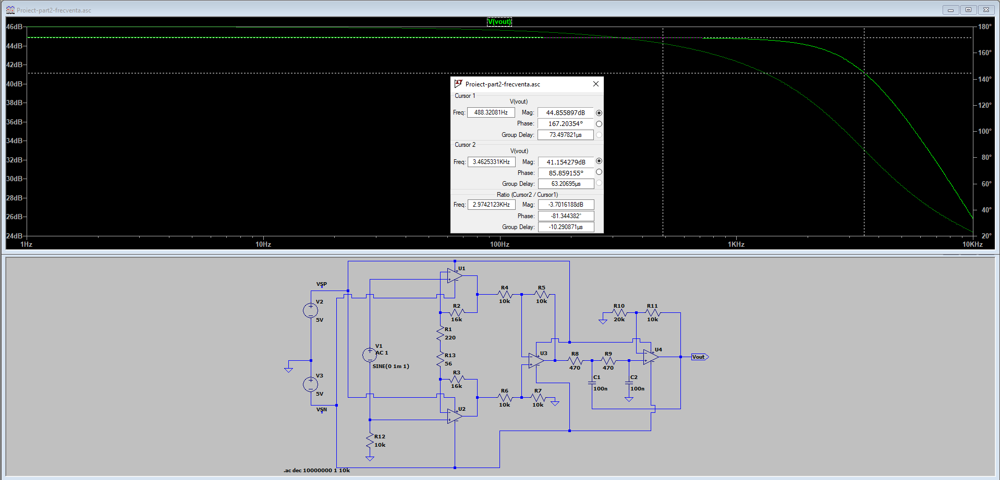 Proiect-part2-frecventa.asc
V(vout)
46dB
44dB
42dB
40dB
38dB
36dB
34dB
32dB
30dB
28dB
26dB
24dB
180°
160°
140°
120°
100°
80°
60°
40°
20°
1Hz
10Hz
100Hz
1KHz
10KHz
Proiect-part2-frecventa.asc
Cursor 1
V(vout)
Freq: 488.32081Hz Mag: 44.855897dB
Phase: 167.20354°
Group Delay: 73.497821µs
Cursor 2
V(vout)
Freq: 3.4625331KHz Mag: 41.154279dB
Phase: 85.859155°
Group Delay: 63.20695µs
Ratio (Cursor2 / Cursor1)
Freq: 2.9742123KHz Mag: -3.7016188dB
Phase: -81.344382°
Group Delay: -10.290871µs
VSP
V2
5V
V3
5V
VSN
V1
AC 1
SINE(0 1m 1)
R12
10k
U1
R2
16k
R1
220
R13
56
R3
16k
U2
R4
10k
R5
10k
R6
10k
R7
10k
U3
R8
470
R9
470
C1
100n
C2
100n
R10
20k
R11
10k
U4
Vout
.ac dec 10000000 1 10k